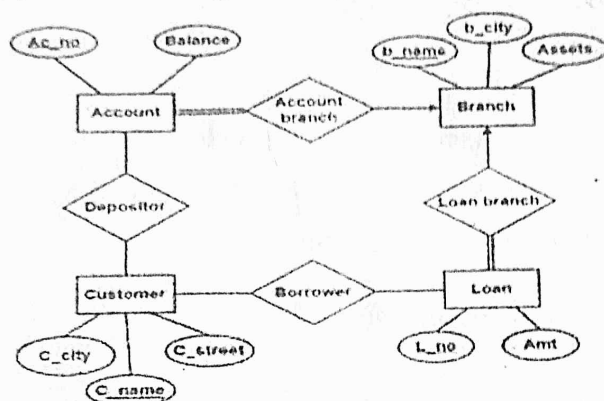 b_city
Ac_no
Balance
b_name
Assets
Account
Account
branch
Branch
Depositor
Loan branch
Customer
Borrower
Loan
C_city
C_street
L_no
Amt
C_name